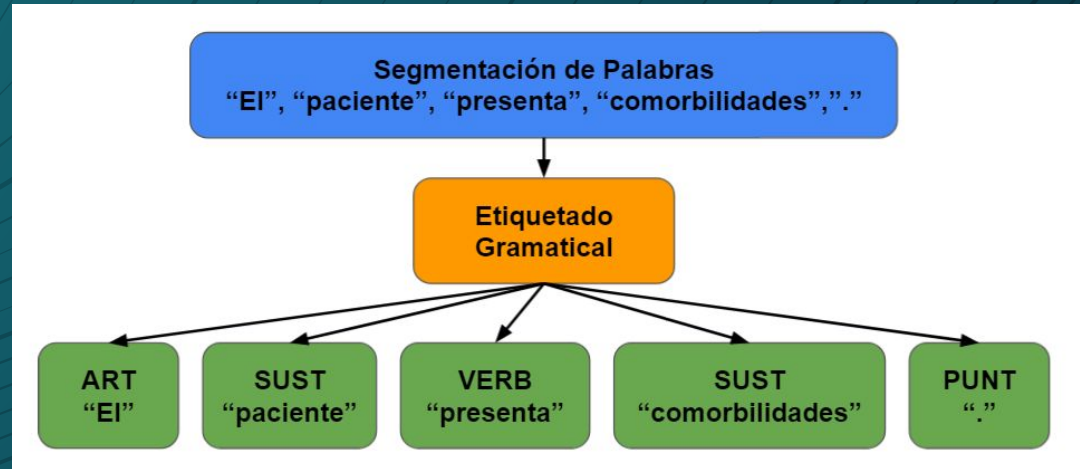 Segmentación de Palabras
“El”, “paciente”, “presenta”, “comorbilidades”,”.”
Etiquetado
Gramatical
ART
“El”
SUST
“paciente”
VERB
“presenta”
SUST
“comorbilidades”
PUNT
“.”